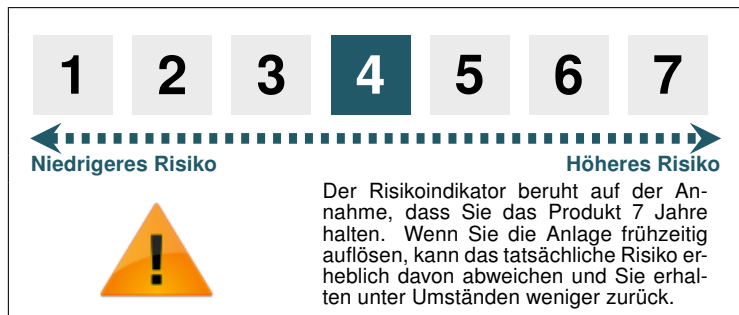 1 2 3 4 5 6 7
Niedrigeres Risiko Höheres Risiko
Der Risikoindikator beruht auf der An-
nahme, dass Sie das Produkt 7 Jahre
halten. Wenn Sie die Anlage frühzeitig
auflösen, kann das tatsächliche Risiko er-
heblich davon abweichen und Sie erhal-
ten unter Umständen weniger zurück.